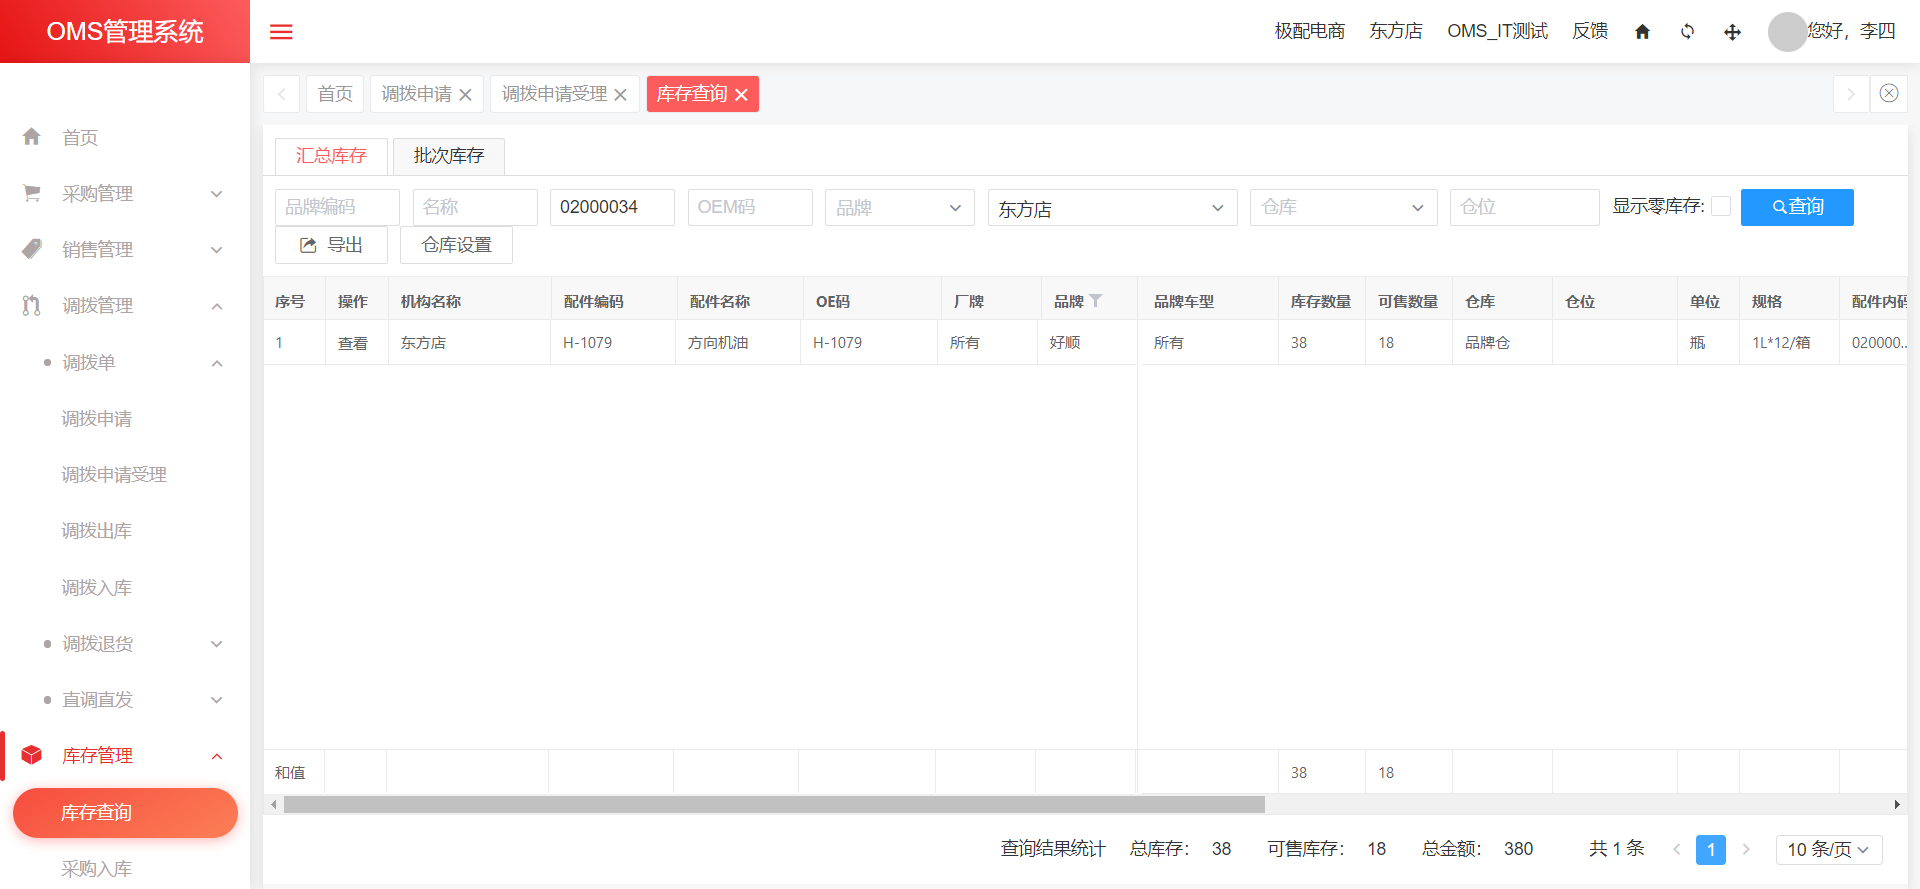 OMS管理系统
极配电商 东方店 OMS_IT测试 反馈 您好，李四
首页 调拨申请 调拨申请受理 库存查询
首页
采购管理
销售管理
调拨管理
调拨单
调拨申请
调拨申请受理
调拨出库
调拨入库
调拨退货
直调直发
库存管理
库存查询
采购入库
汇总库存 批次库存
品牌编码 名称 02000034 OEM码 品牌 东方店 仓库 仓位 显示零库存: 查询
导出 仓库设置
序号 操作 机构名称 配件编码 配件名称 OE码 厂牌 品牌 品牌车型 库存数量 可售数量 仓库 仓位 单位 规格 配件内码
1 查看 东方店 H-1079 方向机油 H-1079 所有 好顺 所有 38 18 品牌仓 瓶 1L*12/箱 020000...
和值 38 18
查询结果统计 总库存: 38 可售库存: 18 总金额: 380 共 1 条 1 10 条/页